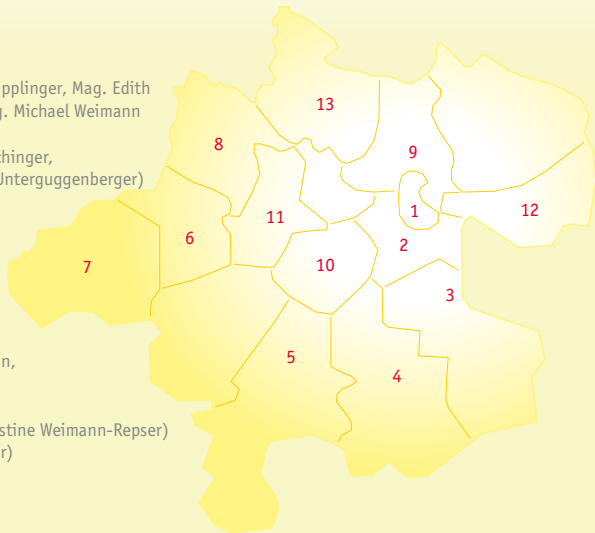 pplinger, Mag. Edith
. Michael Weimann
chinger,
Unterguggenberger)
n,
stine Weimann-Repser)
r)
13
8
9
1
12
11
6
2
7
10
3
5
4